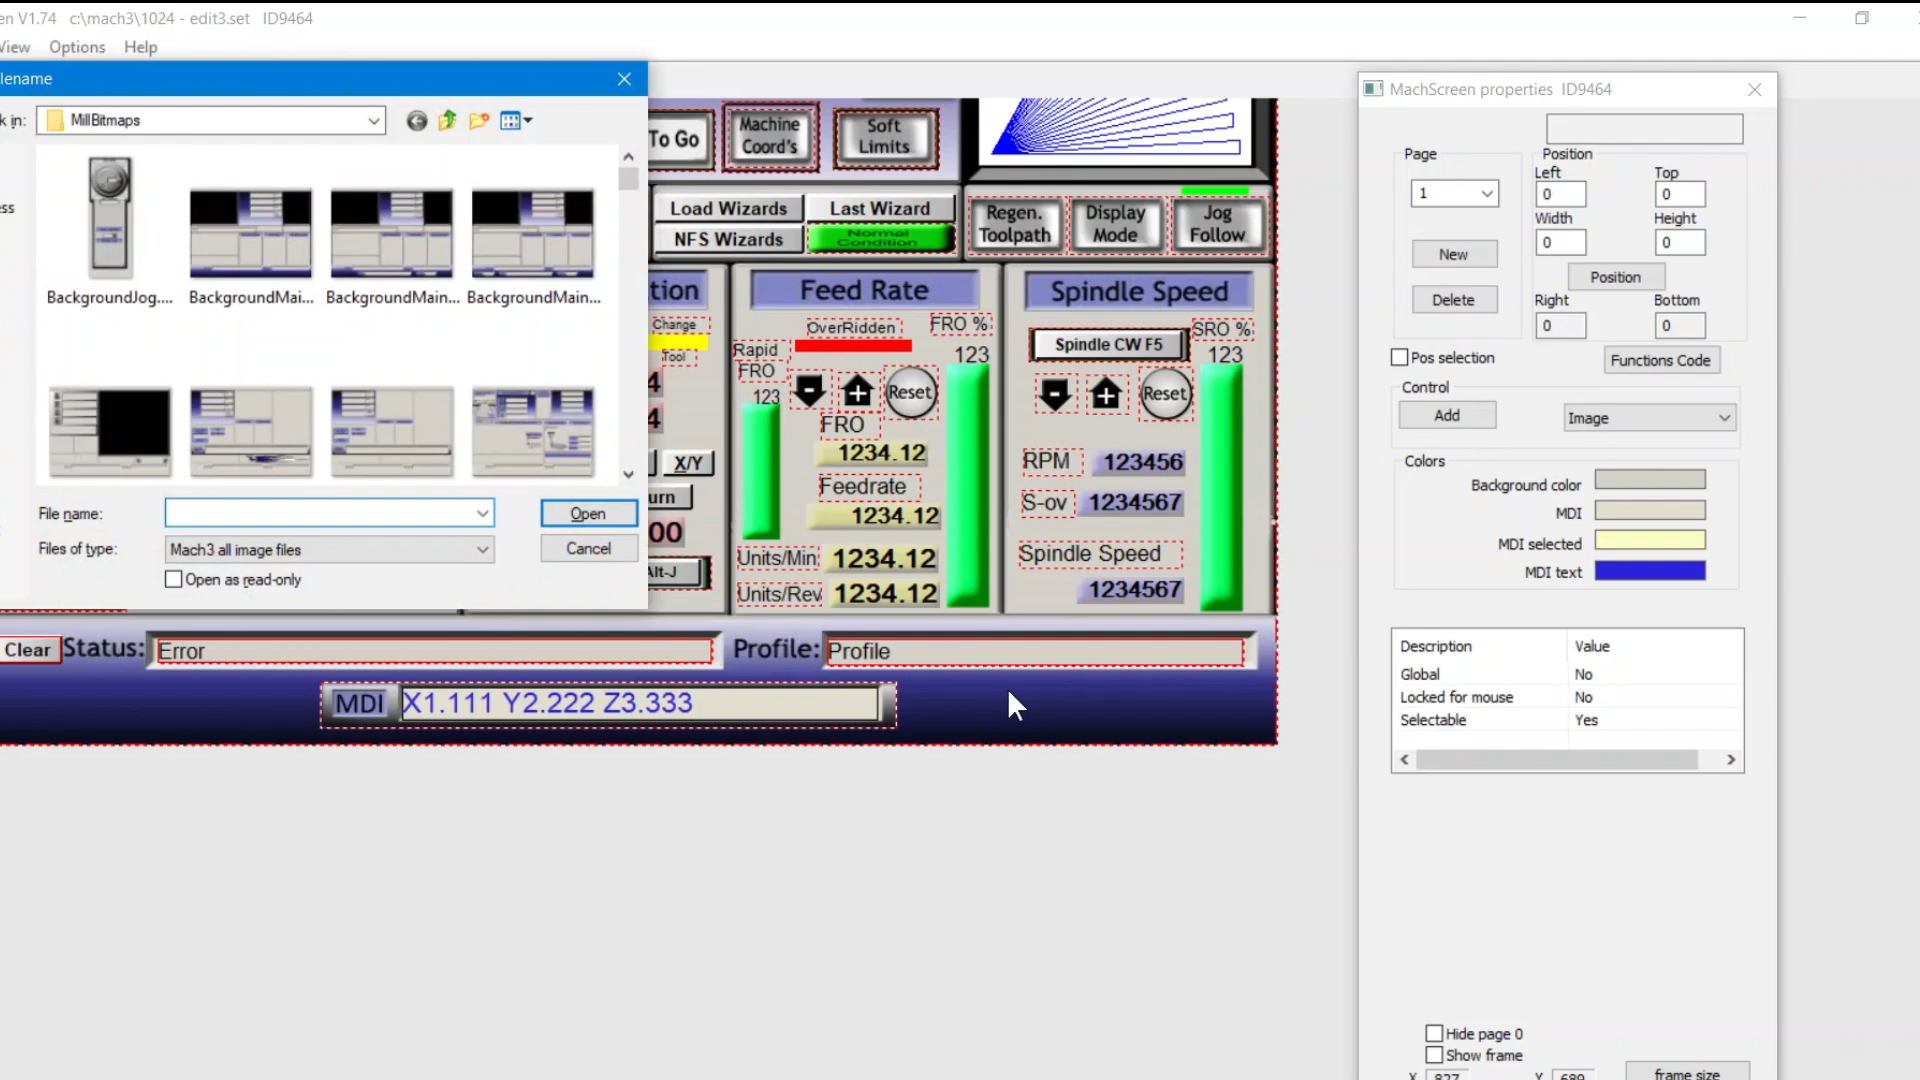 en V1.74 c:\mach3\1024 - edit3.set ID9464
View Options Help
lename
k in: MillBitmaps
ess
BackgroundJog.... BackgroundMai... BackgroundMain... BackgroundMain...
File name:
Open
Files of type: Mach3 all image files
Cancel
Open as read-only
To Go
Machine
Coord's
Soft
Limits
Load Wizards
Last Wizard
NFS Wizards
Normal
Condition
Regen.
Toolpath
Display
Mode
Jog
Follow
tion
Change
Tool
4
4
X/Y
urn
00
Alt-J
Feed Rate
OverRidden
FRO %
123
Rapid
FRO
123
-
+
Reset
FRO
1234.12
Feedrate
1234.12
Units/Min 1234.12
Units/Rev 1234.12
Spindle Speed
Spindle CW F5
SRO %
123
-
+
Reset
RPM 123456
S-ov 1234567
Spindle Speed
1234567
Clear Status: Error
Profile: Profile
MDI X1.111 Y2.222 Z3.333
MachScreen properties ID9464
Page
1
New
Delete
Position
Left Top
0 0
Width Height
0 0
Position
Right Bottom
0 0
Pos selection
Functions Code
Control
Add
Image
Colors
Background color
MDI
MDI selected
MDI text
Description Value
Global No
Locked for mouse No
Selectable Yes
Hide page 0
Show frame
X 827 Y 689 frame size